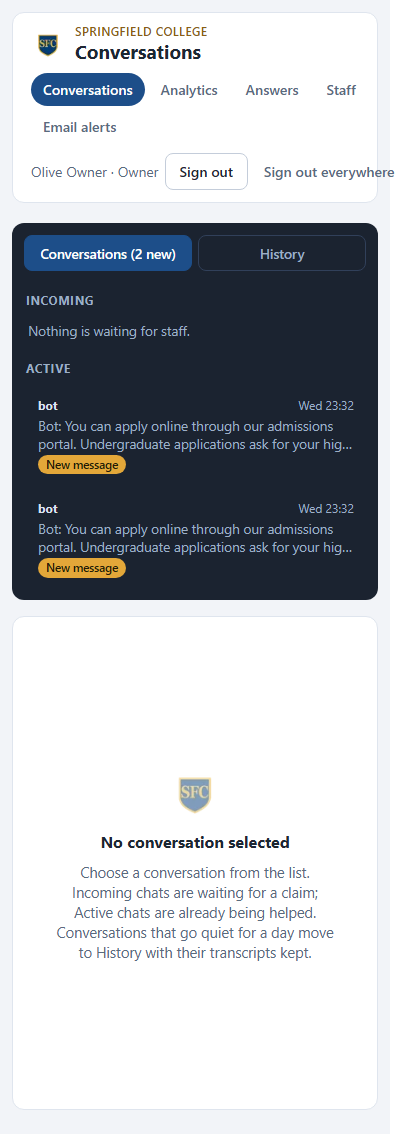 SFC
SPRINGFIELD COLLEGE
Conversations
Conversations Analytics Answers Staff
Email alerts
Olive Owner · Owner Sign out Sign out everywhere
Conversations (2 new) History
INCOMING
Nothing is waiting for staff.
ACTIVE
bot Wed 23:32
Bot: You can apply online through our admissions
portal. Undergraduate applications ask for your hig...
New message
bot Wed 23:32
Bot: You can apply online through our admissions
portal. Undergraduate applications ask for your hig...
New message
SFC
No conversation selected
Choose a conversation from the list.
Incoming chats are waiting for a claim;
Active chats are already being helped.
Conversations that go quiet for a day move
to History with their transcripts kept.